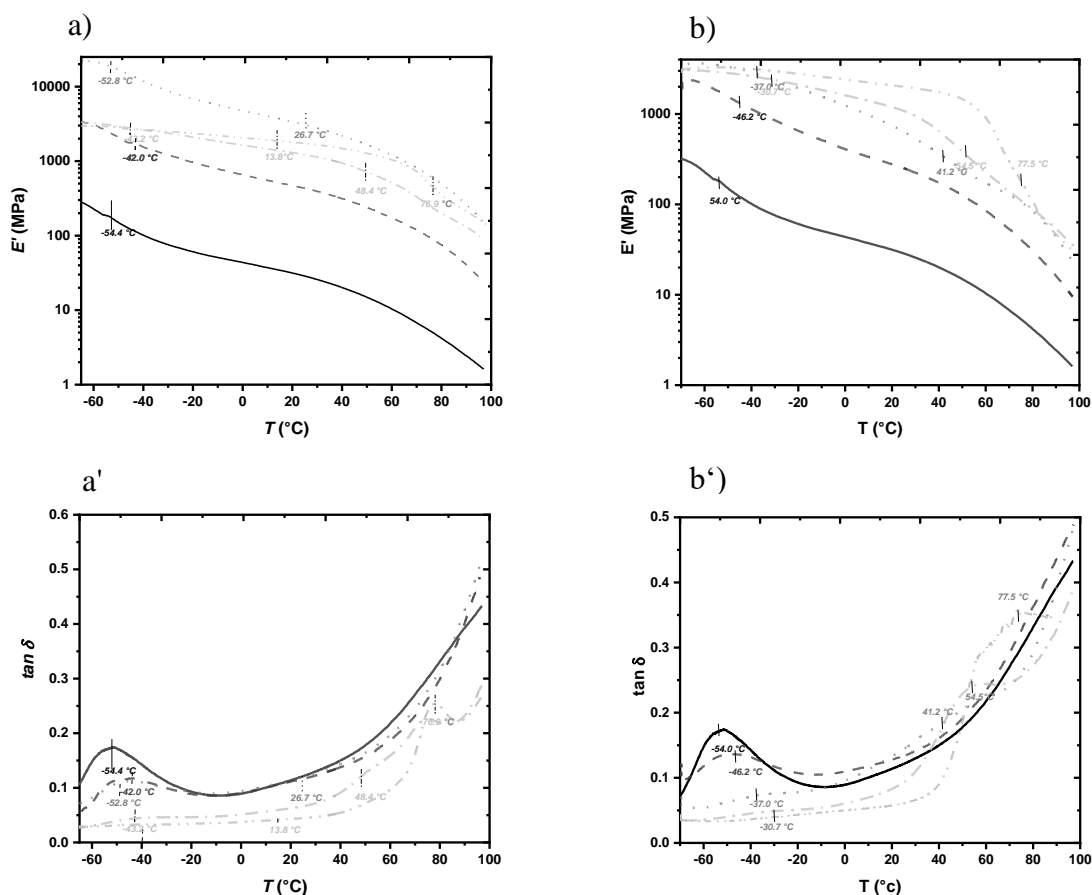 a)
b)
10000
1000
100
10
1
E' (MPa)
-52.8 °C
-42.0 °C
26.7 °C
13.8°C
48.4 °C
76.9 °C
-54.4 °C
-60 -40 -20 0 20 40 60 80 100
T (°C)
1000
100
10
1
E' (MPa)
-37.0 °C
-30.7 °C
-46.2 °C
54.5 °C
41.2 °C
77.5 °C
54.0 °C
-60 -40 -20 0 20 40 60 80 100
T (°C)
a'
b‘)
0.6
0.5
0.4
0.3
0.2
0.1
0.0
tan δ
-54.4 °C
-42.0 °C
-52.8 °C
26.7 °C
13.8 °C
48.4 °C
-60 -40 -20 0 20 40 60 80 100
T (°C)
0.5
0.4
0.3
0.2
0.1
0.0
tan δ
77.5 °C
54.5 °C
41.2 °C
-54.0 °C
-46.2 °C
-37.0 °C
-30.7 °C
-60 -40 -20 0 20 40 60 80 100
T (°c)